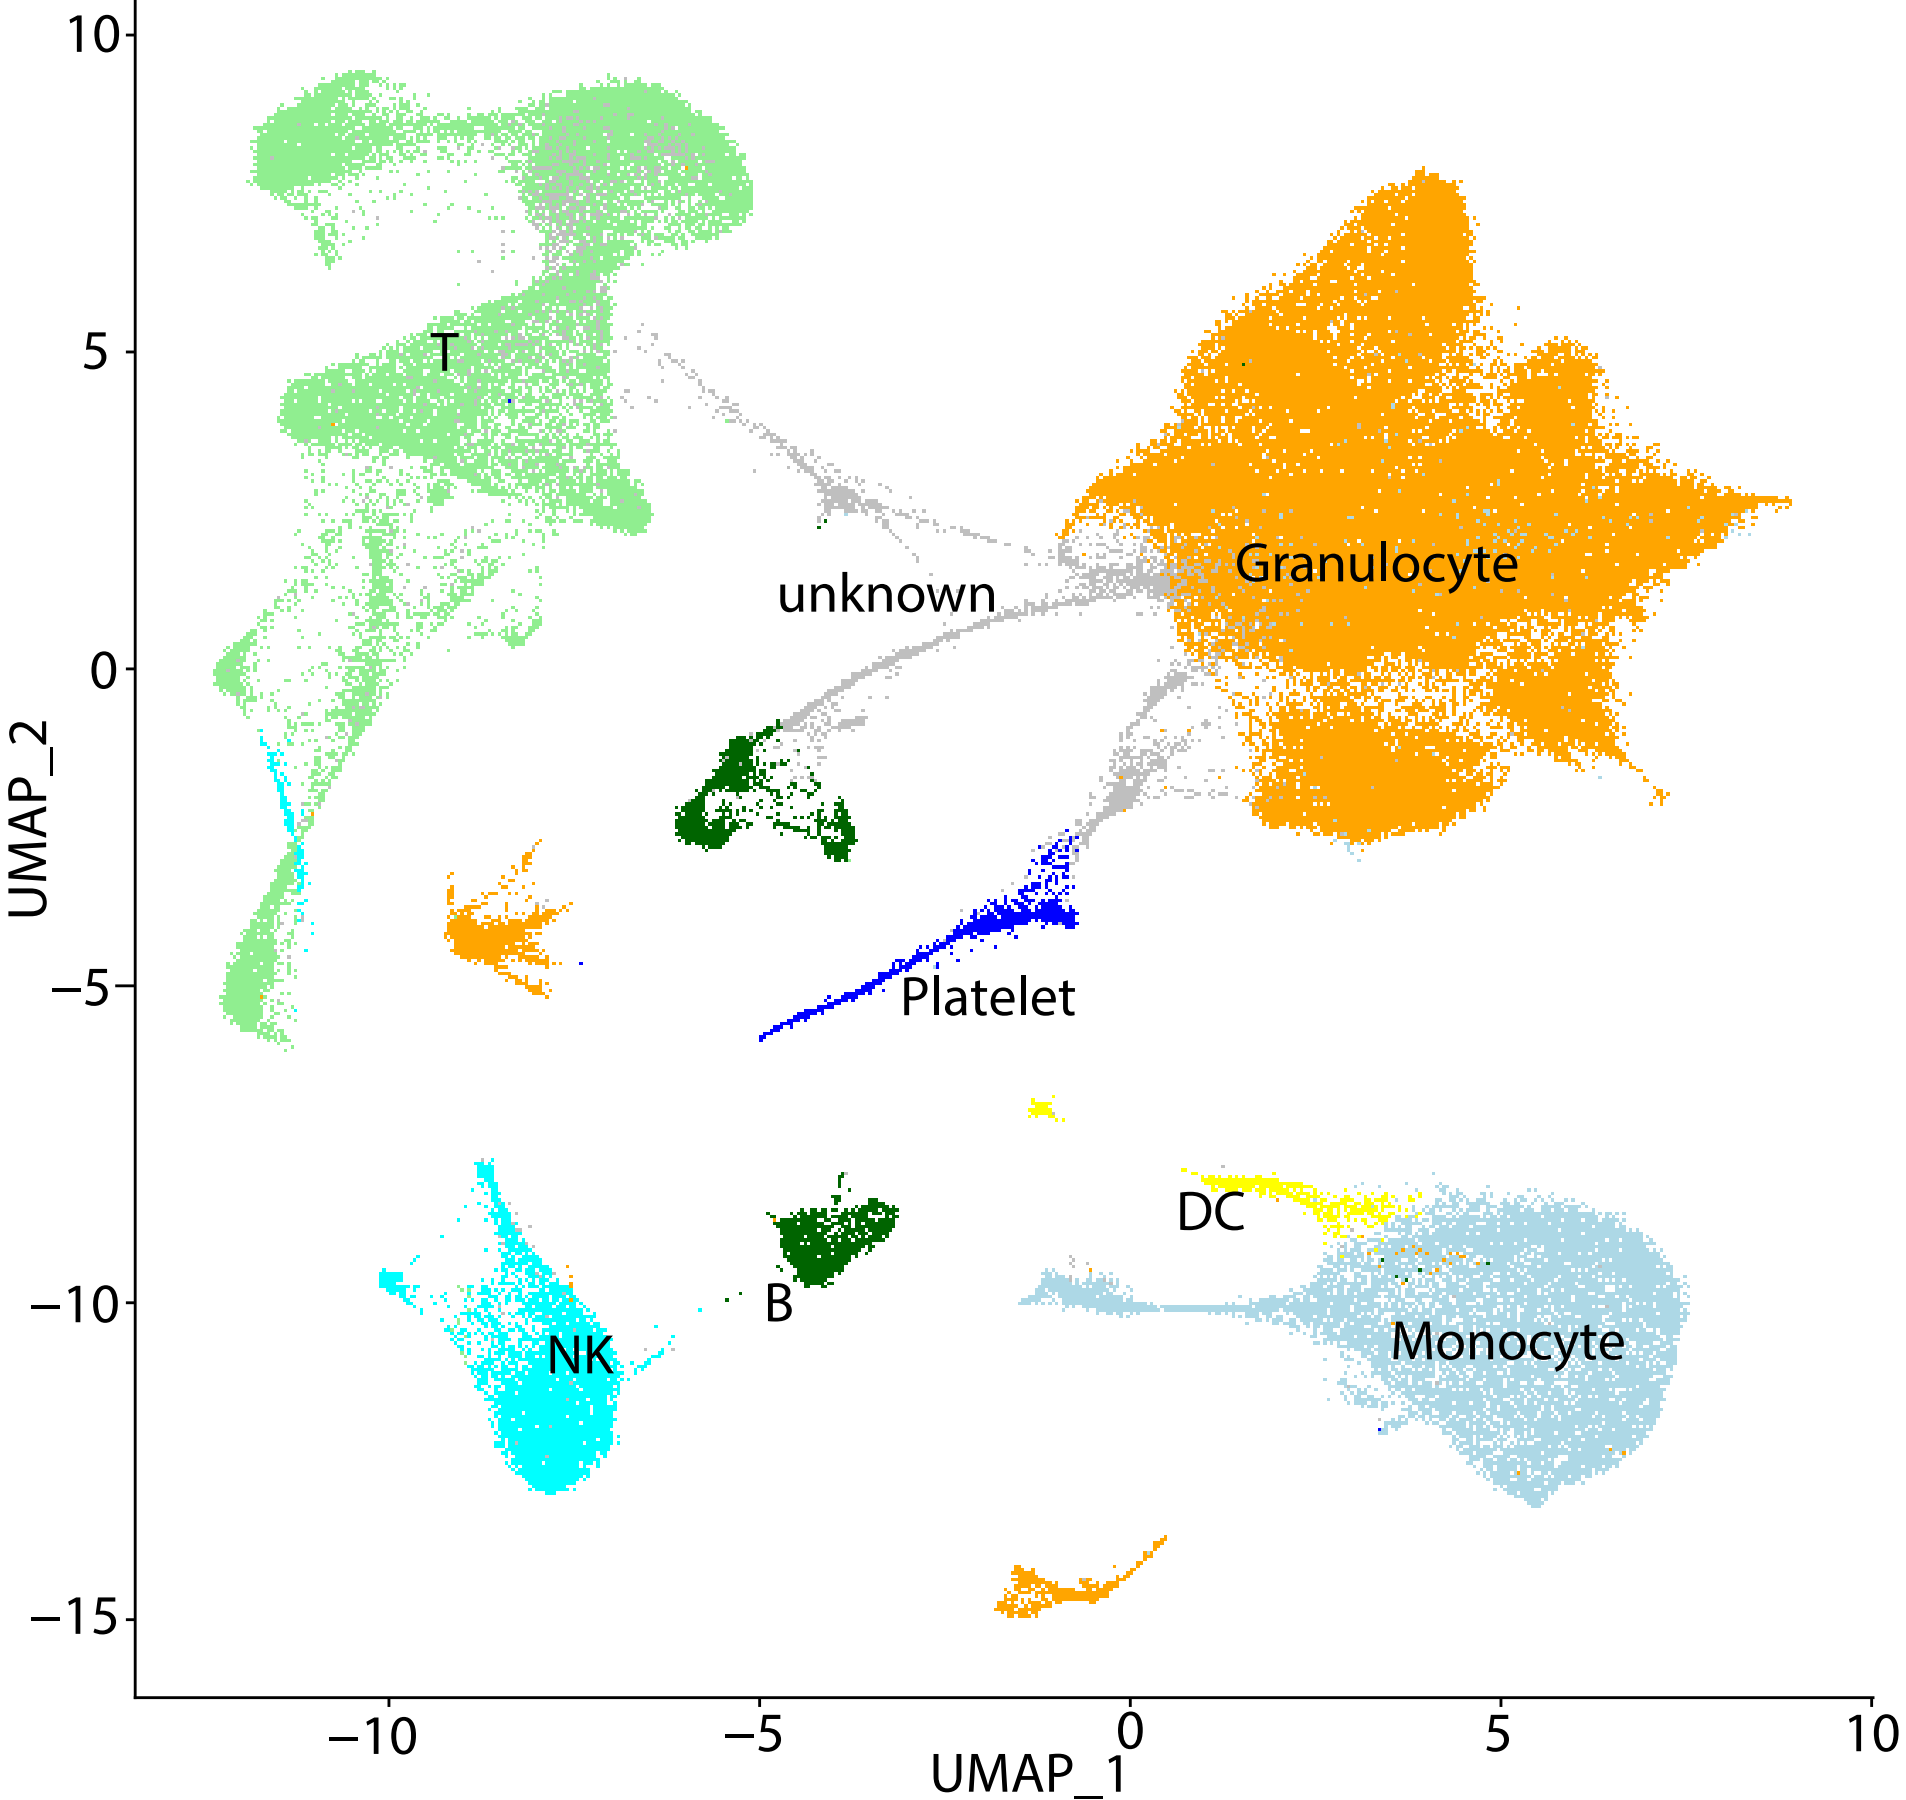 10
5
0
−5
−10
−15
UMAP_2
T
unknown
Granulocyte
Platelet
DC
B
NK
Monocyte
−10
−5
0
5
10
UMAP_1